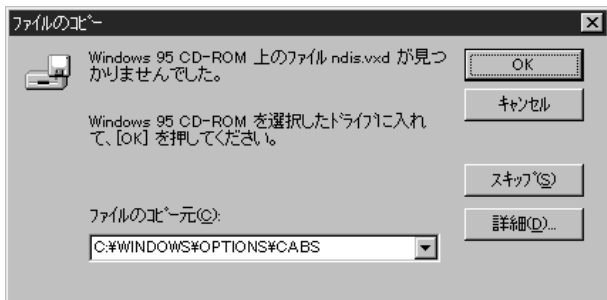 ﾌｧｲﾙのｺﾋﾟｰ
Windows 95 CD-ROM 上のﾌｧｲﾙ ndis.vxd が見つ
かりませんでした。
Windows 95 CD-ROM を選択したﾄﾞﾗｲﾌﾞに入れ
て、[OK] を押してください。
ﾌｧｲﾙのｺﾋﾟｰ元(C):
C:¥WINDOWS¥OPTIONS¥CABS
OK
ｷｬﾝｾﾙ
ｽｷｯﾌﾟ(S)
詳細(D)...